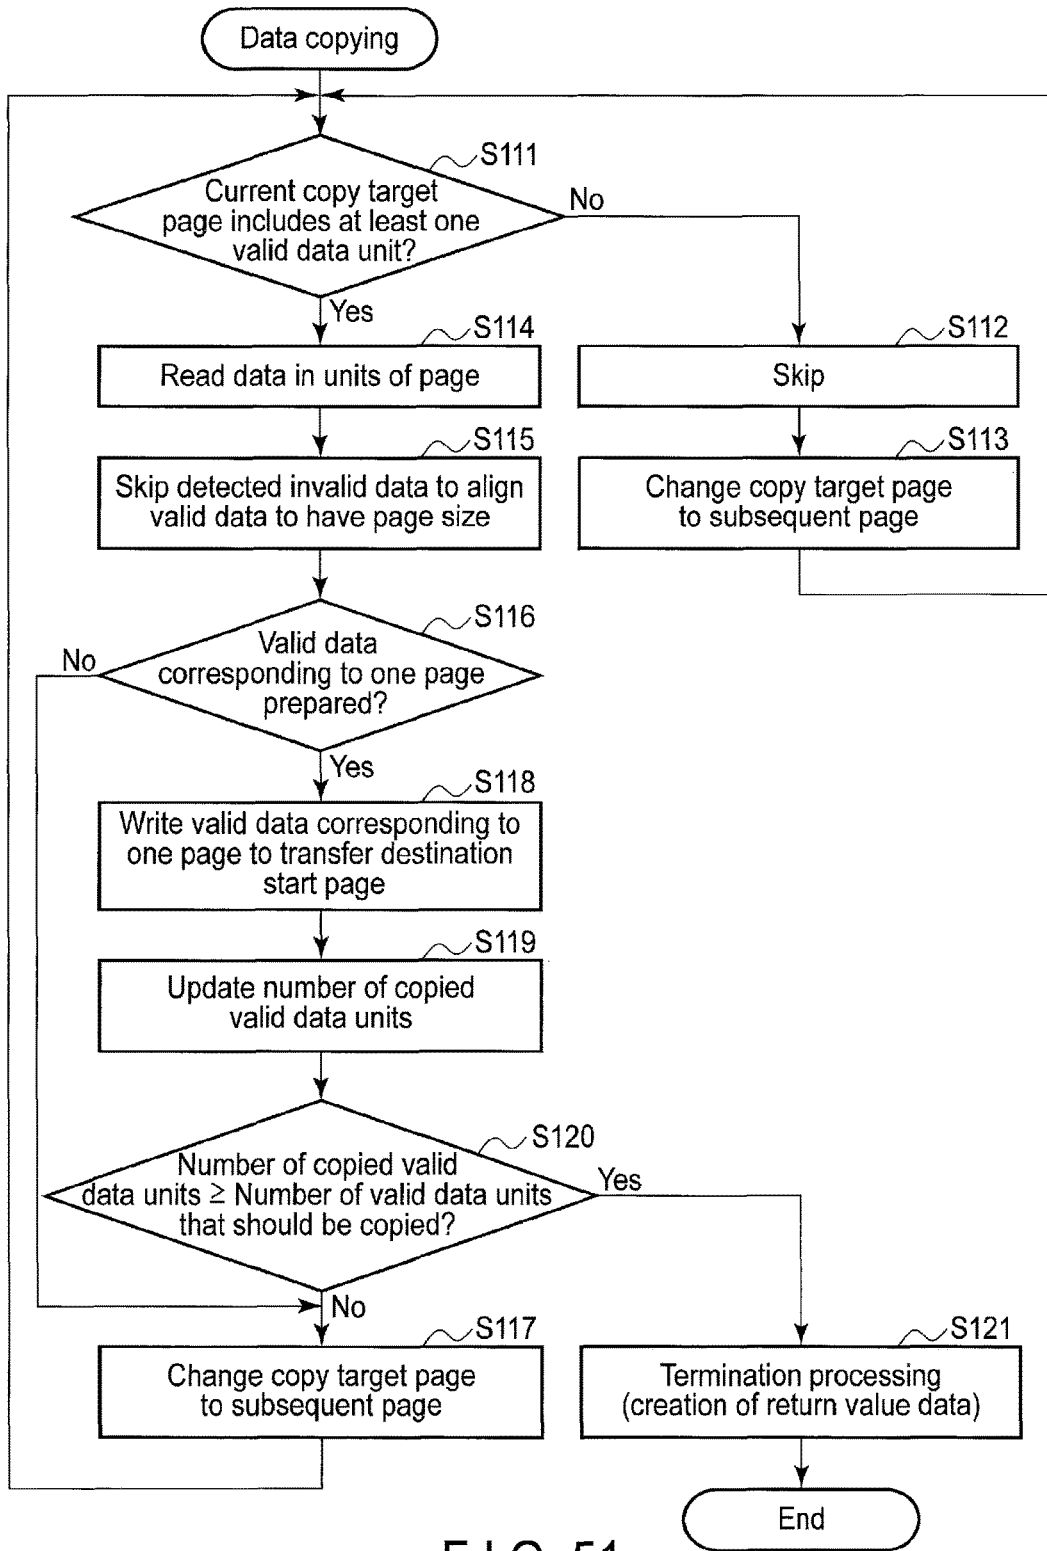 Data copying
S111
Current copy target
page includes at least one
valid data unit?
No
Yes
S114
Read data in units of page
S112
Skip
S115
Skip detected invalid data to align
valid data to have page size
S113
Change copy target page
to subsequent page
S116
Valid data
corresponding to one page
prepared?
No
Yes
S118
Write valid data corresponding to
one page to transfer destination
start page
S119
Update number of copied
valid data units
S120
Number of copied valid
data units ≥ Number of valid data units
that should be copied?
Yes
No
S117
Change copy target page
to subsequent page
S121
Termination processing
(creation of return value data)
End
FIG. 51